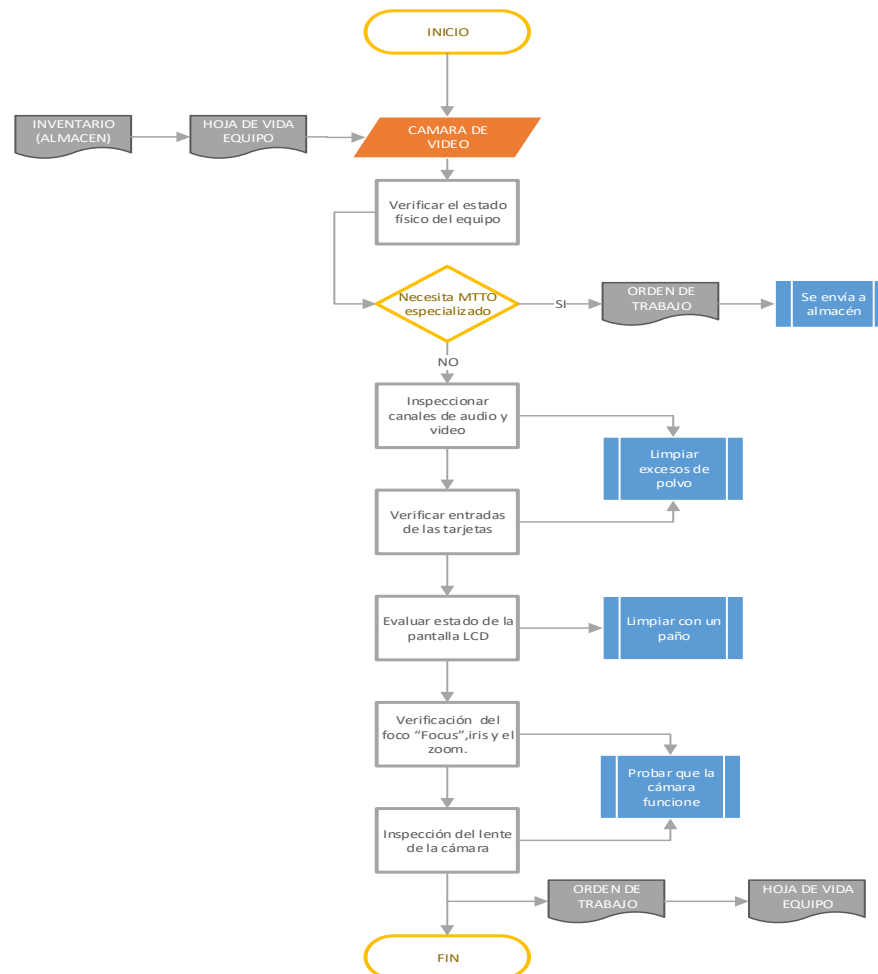 INICIO
INVENTARIO
(ALMACEN)
HOJA DE VIDA
EQUIPO
CAMARA DE
VIDEO
Verificar el estado
físico del equipo
Necesita MTTO
especializado
SI
ORDEN DE
TRABAJO
Se envía a
almacén
NO
Inspeccionar
canales de audio y
video
Limpiar
excesos de
polvo
Verificar entradas
de las tarjetas
Evaluar estado de la
pantalla LCD
Limpiar con un
paño
Verificación del
foco “Focus”,iris y el
zoom.
Probar que la
cámara
funcione
Inspección del lente
de la cámara
ORDEN DE
TRABAJO
HOJA DE VIDA
EQUIPO
FIN